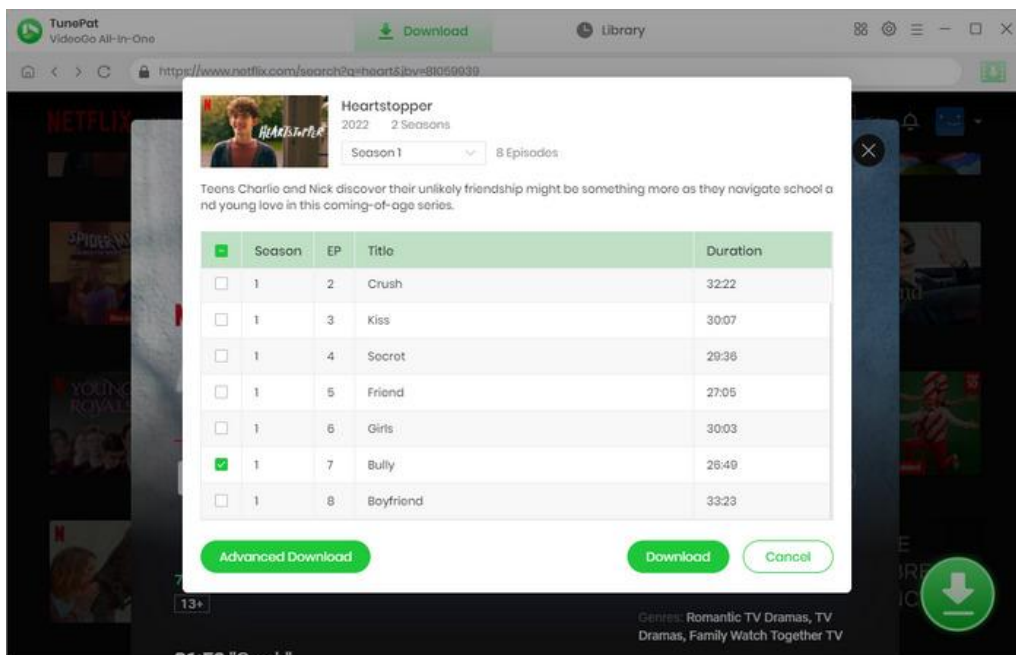 TunePat
VideoGo All-In-One
Download
Library
https://www.netflix.com/search?q=heart&jbv=81059939
NETFLIX
N
HEARTSTOPPER
Heartstopper
2022 2 Seasons
Season 1 8 Episodes
Teens Charlie and Nick discover their unlikely friendship might be something more as they navigate school a
nd young love in this coming-of-age series.
Season EP Title Duration
1 2 Crush 32:22
1 3 Kiss 30:07
1 4 Secret 29:36
1 5 Friend 27:05
1 6 Girls 30:03
1 7 Bully 26:49
1 8 Boyfriend 33:23
Advanced Download
Download
Cancel
YOUNG
ROYALS
N
13+
Genres: Romantic TV Dramas, TV
Dramas, Family Watch Together TV